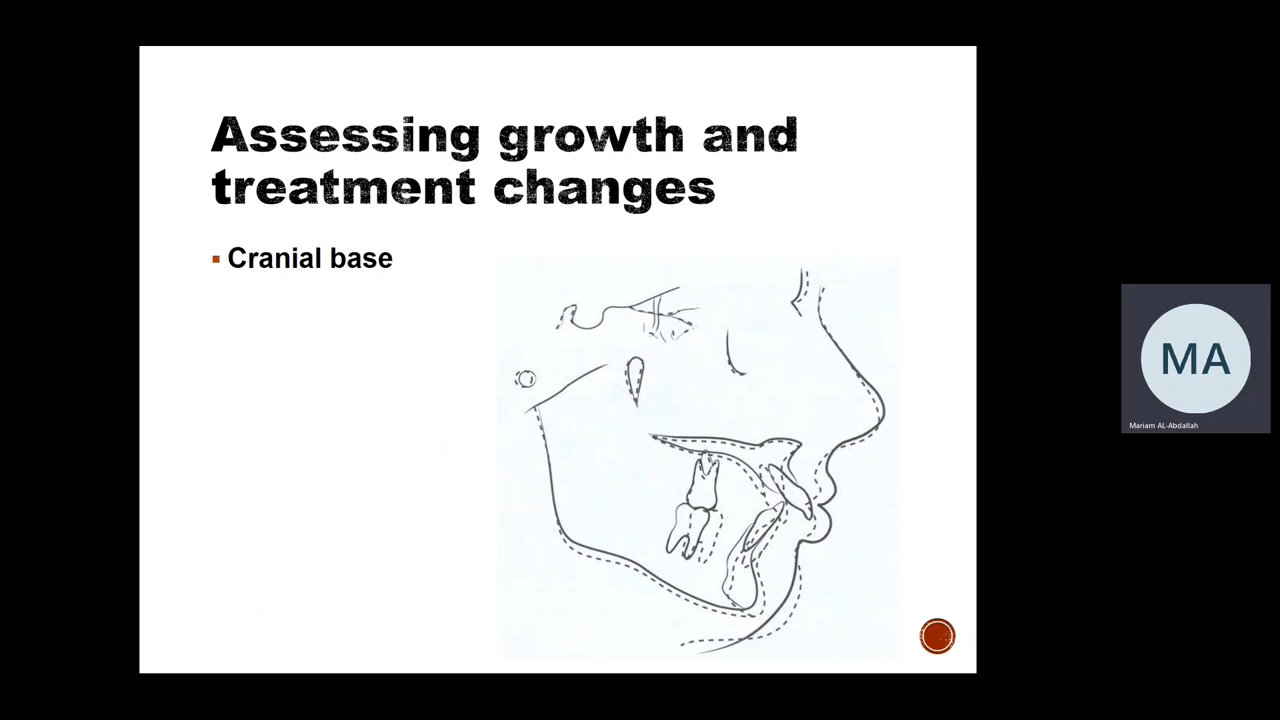 Assessing growth and
treatment changes
Cranial base
MA
Mariam AL-Abdallah